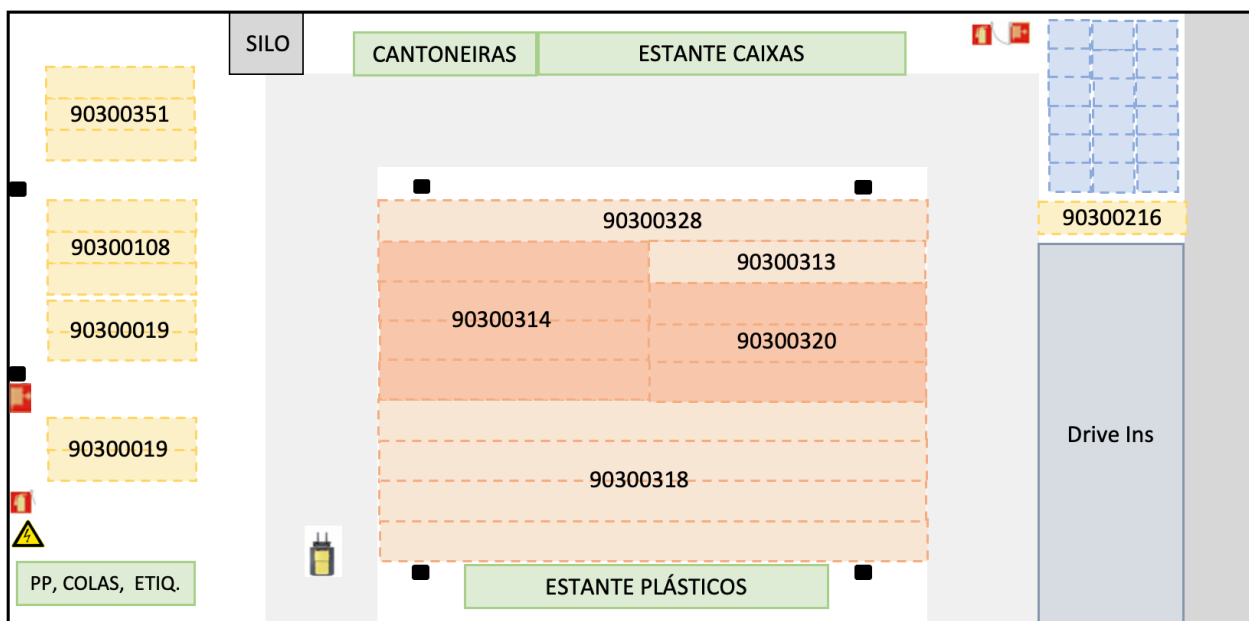 SILO
CANTONEIRAS
ESTANTE CAIXAS
90300351
90300108
90300019
90300019
PP, COLAS, ETIQ.
90300328
90300313
90300314
90300320
90300318
ESTANTE PLÁSTICOS
90300216
Drive Ins